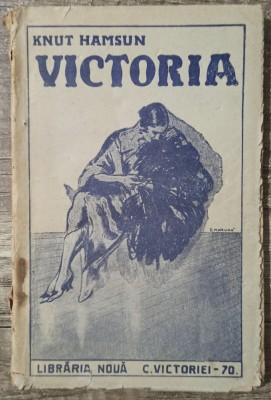 KNUT HAMSUN
VICTORIA
LIBRĂRIA NOUĂ C. VICTORIEI - 70.